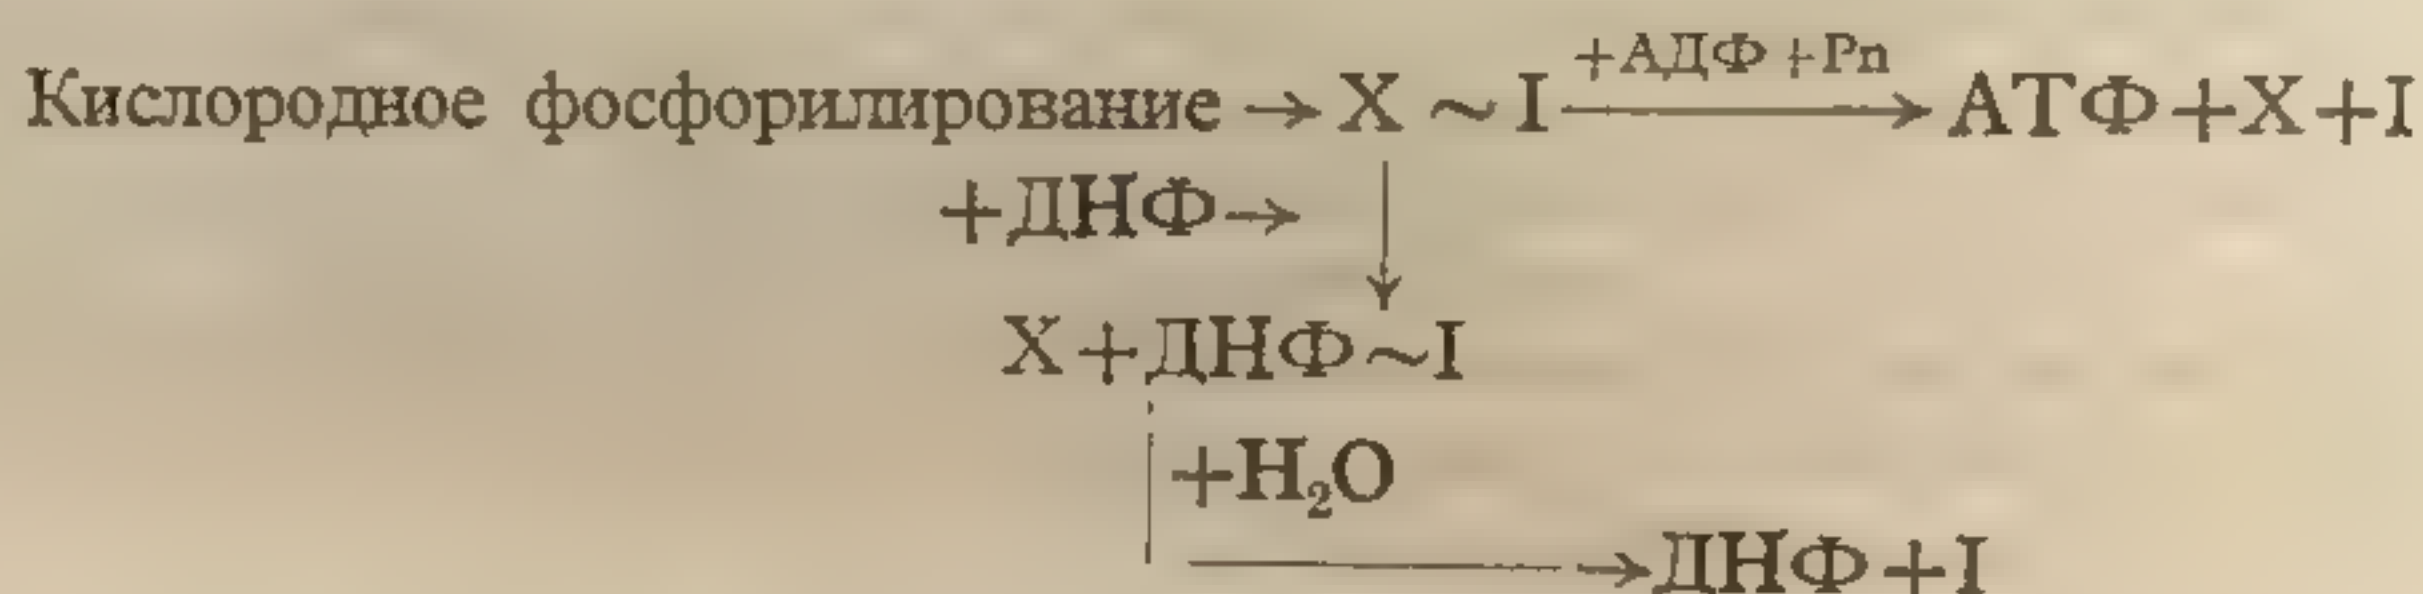 +АДФ +Pn
Кислородное фосфорилирование → X ~ I → АТФ+X+I
+ДНФ→
X+ДНФ~I
+H₂O
→ДНФ+I